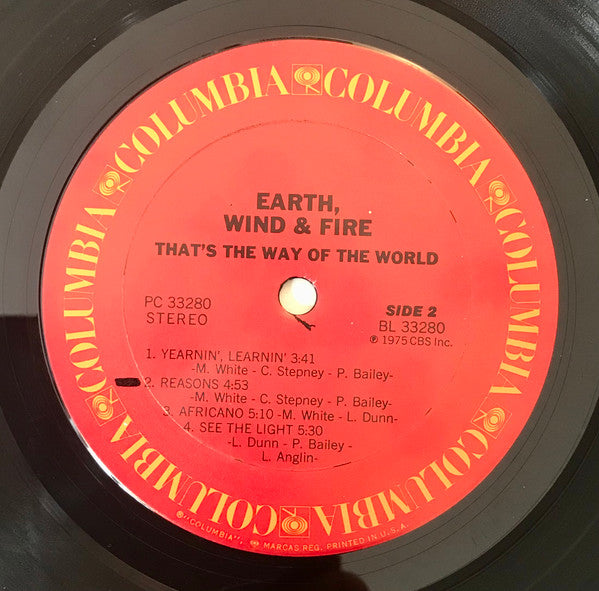 COLUMBIA COLUMBIA COLUMBIA COLUMBIA COLUMBIA COLUMBIA
EARTH,
WIND & FIRE
THAT'S THE WAY OF THE WORLD
PC 33280
STEREO
SIDE 2
BL 33280
℗ 1975 CBS Inc.
1. YEARNIN', LEARNIN' 3:41
-M. White - C. Stepney - P. Bailey-
2. REASONS 4:53
-M. White - C. Stepney - P. Bailey-
3. AFRICANO 5:10 -M. White - L. Dunn-
4. SEE THE LIGHT 5:30
-L. Dunn - P. Bailey -
L. Anglin-
®"COLUMBIA", ㊝ MARCAS REG. PRINTED IN U.S.A.